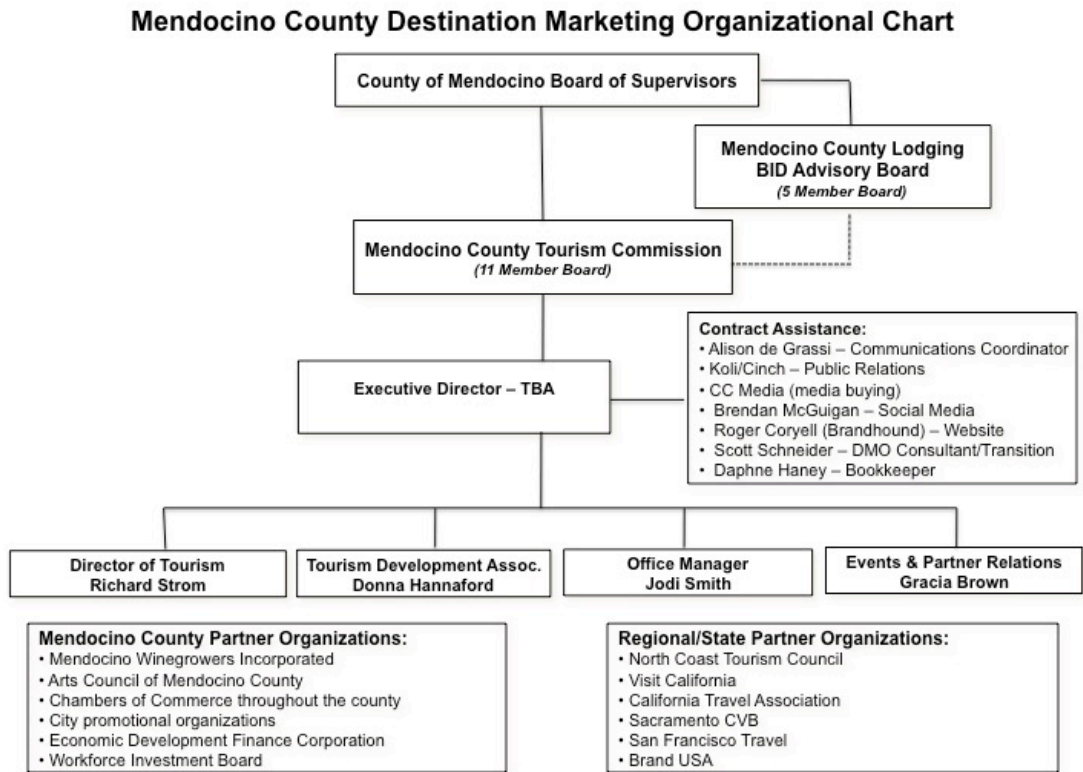 Mendocino County Destination Marketing Organizational Chart
County of Mendocino Board of Supervisors
Mendocino County Lodging
BID Advisory Board
(5 Member Board)
Mendocino County Tourism Commission
(11 Member Board)
Contract Assistance:
• Alison de Grassi – Communications Coordinator
• Koli/Cinch – Public Relations
• CC Media (media buying)
• Brendan McGuigan – Social Media
• Roger Coryell (Brandhound) – Website
• Scott Schneider – DMO Consultant/Transition
• Daphne Haney – Bookkeeper
Executive Director – TBA
Director of Tourism
Richard Strom
Tourism Development Assoc.
Donna Hannaford
Office Manager
Jodi Smith
Events & Partner Relations
Gracia Brown
Mendocino County Partner Organizations:
• Mendocino Winegrowers Incorporated
• Arts Council of Mendocino County
• Chambers of Commerce throughout the county
• City promotional organizations
• Economic Development Finance Corporation
• Workforce Investment Board
Regional/State Partner Organizations:
• North Coast Tourism Council
• Visit California
• California Travel Association
• Sacramento CVB
• San Francisco Travel
• Brand USA